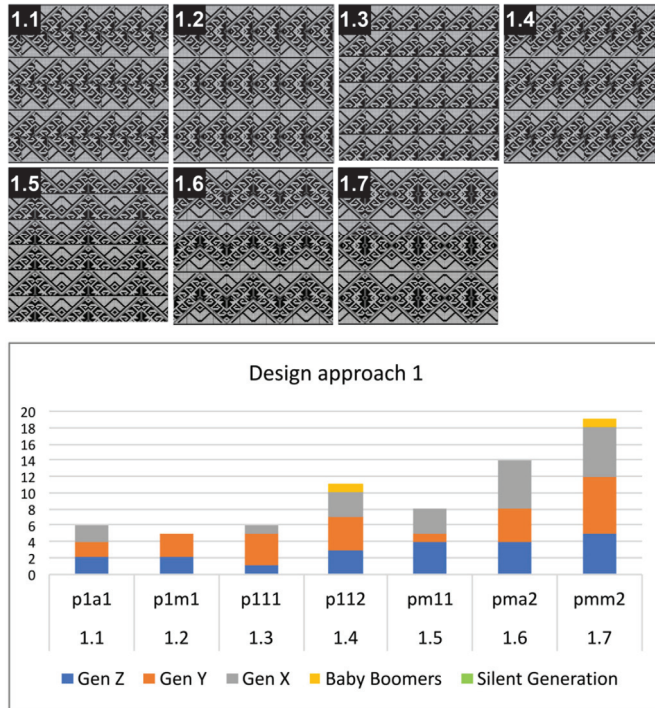 1.1 1.2 1.3 1.4
1.5 1.6 1.7
Design approach 1
20
18
16
14
12
10
8
6
4
2
0
p1a1 p1m1 p111 p112 pm11 pma2 pmm2
1.1 1.2 1.3 1.4 1.5 1.6 1.7
Gen Z Gen Y Gen X Baby Boomers Silent Generation